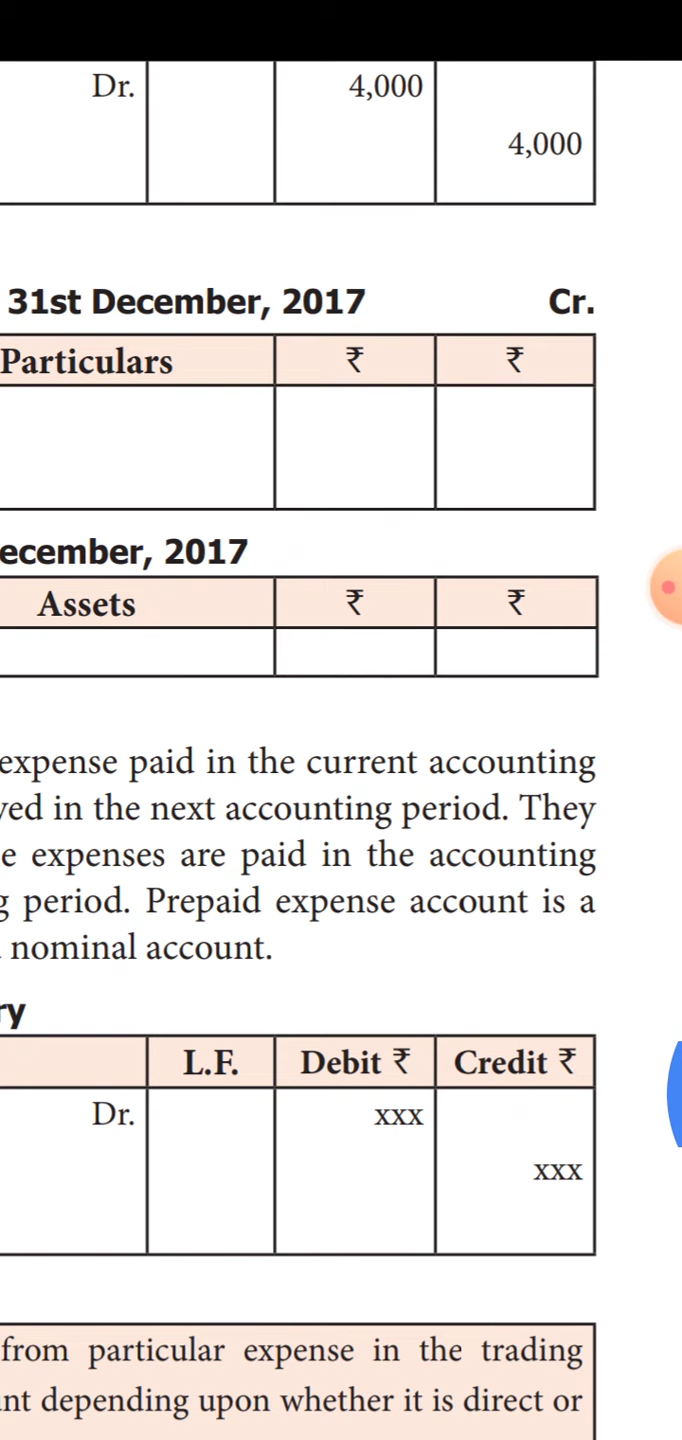 Dr. 4,000
4,000
31st December, 2017 Cr.
Particulars ₹ ₹
ecember, 2017
Assets ₹ ₹
expense paid in the current accounting
ved in the next accounting period. They
e expenses are paid in the accounting
g period. Prepaid expense account is a
nominal account.
ry
L.F. Debit ₹ Credit ₹
Dr. xxx
xxx
from particular expense in the trading
unt depending upon whether it is direct or